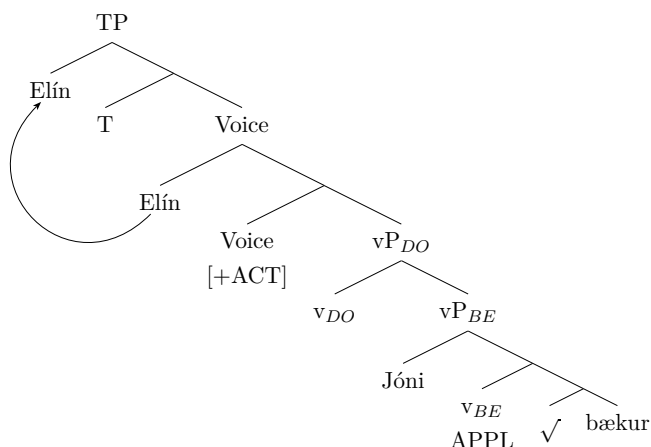 TP
Elín
T
Voice
Elín
Voice
[+ACT]
vP_DO
v_DO
vP_BE
Jóni
v_BE
APPL
√
bækur